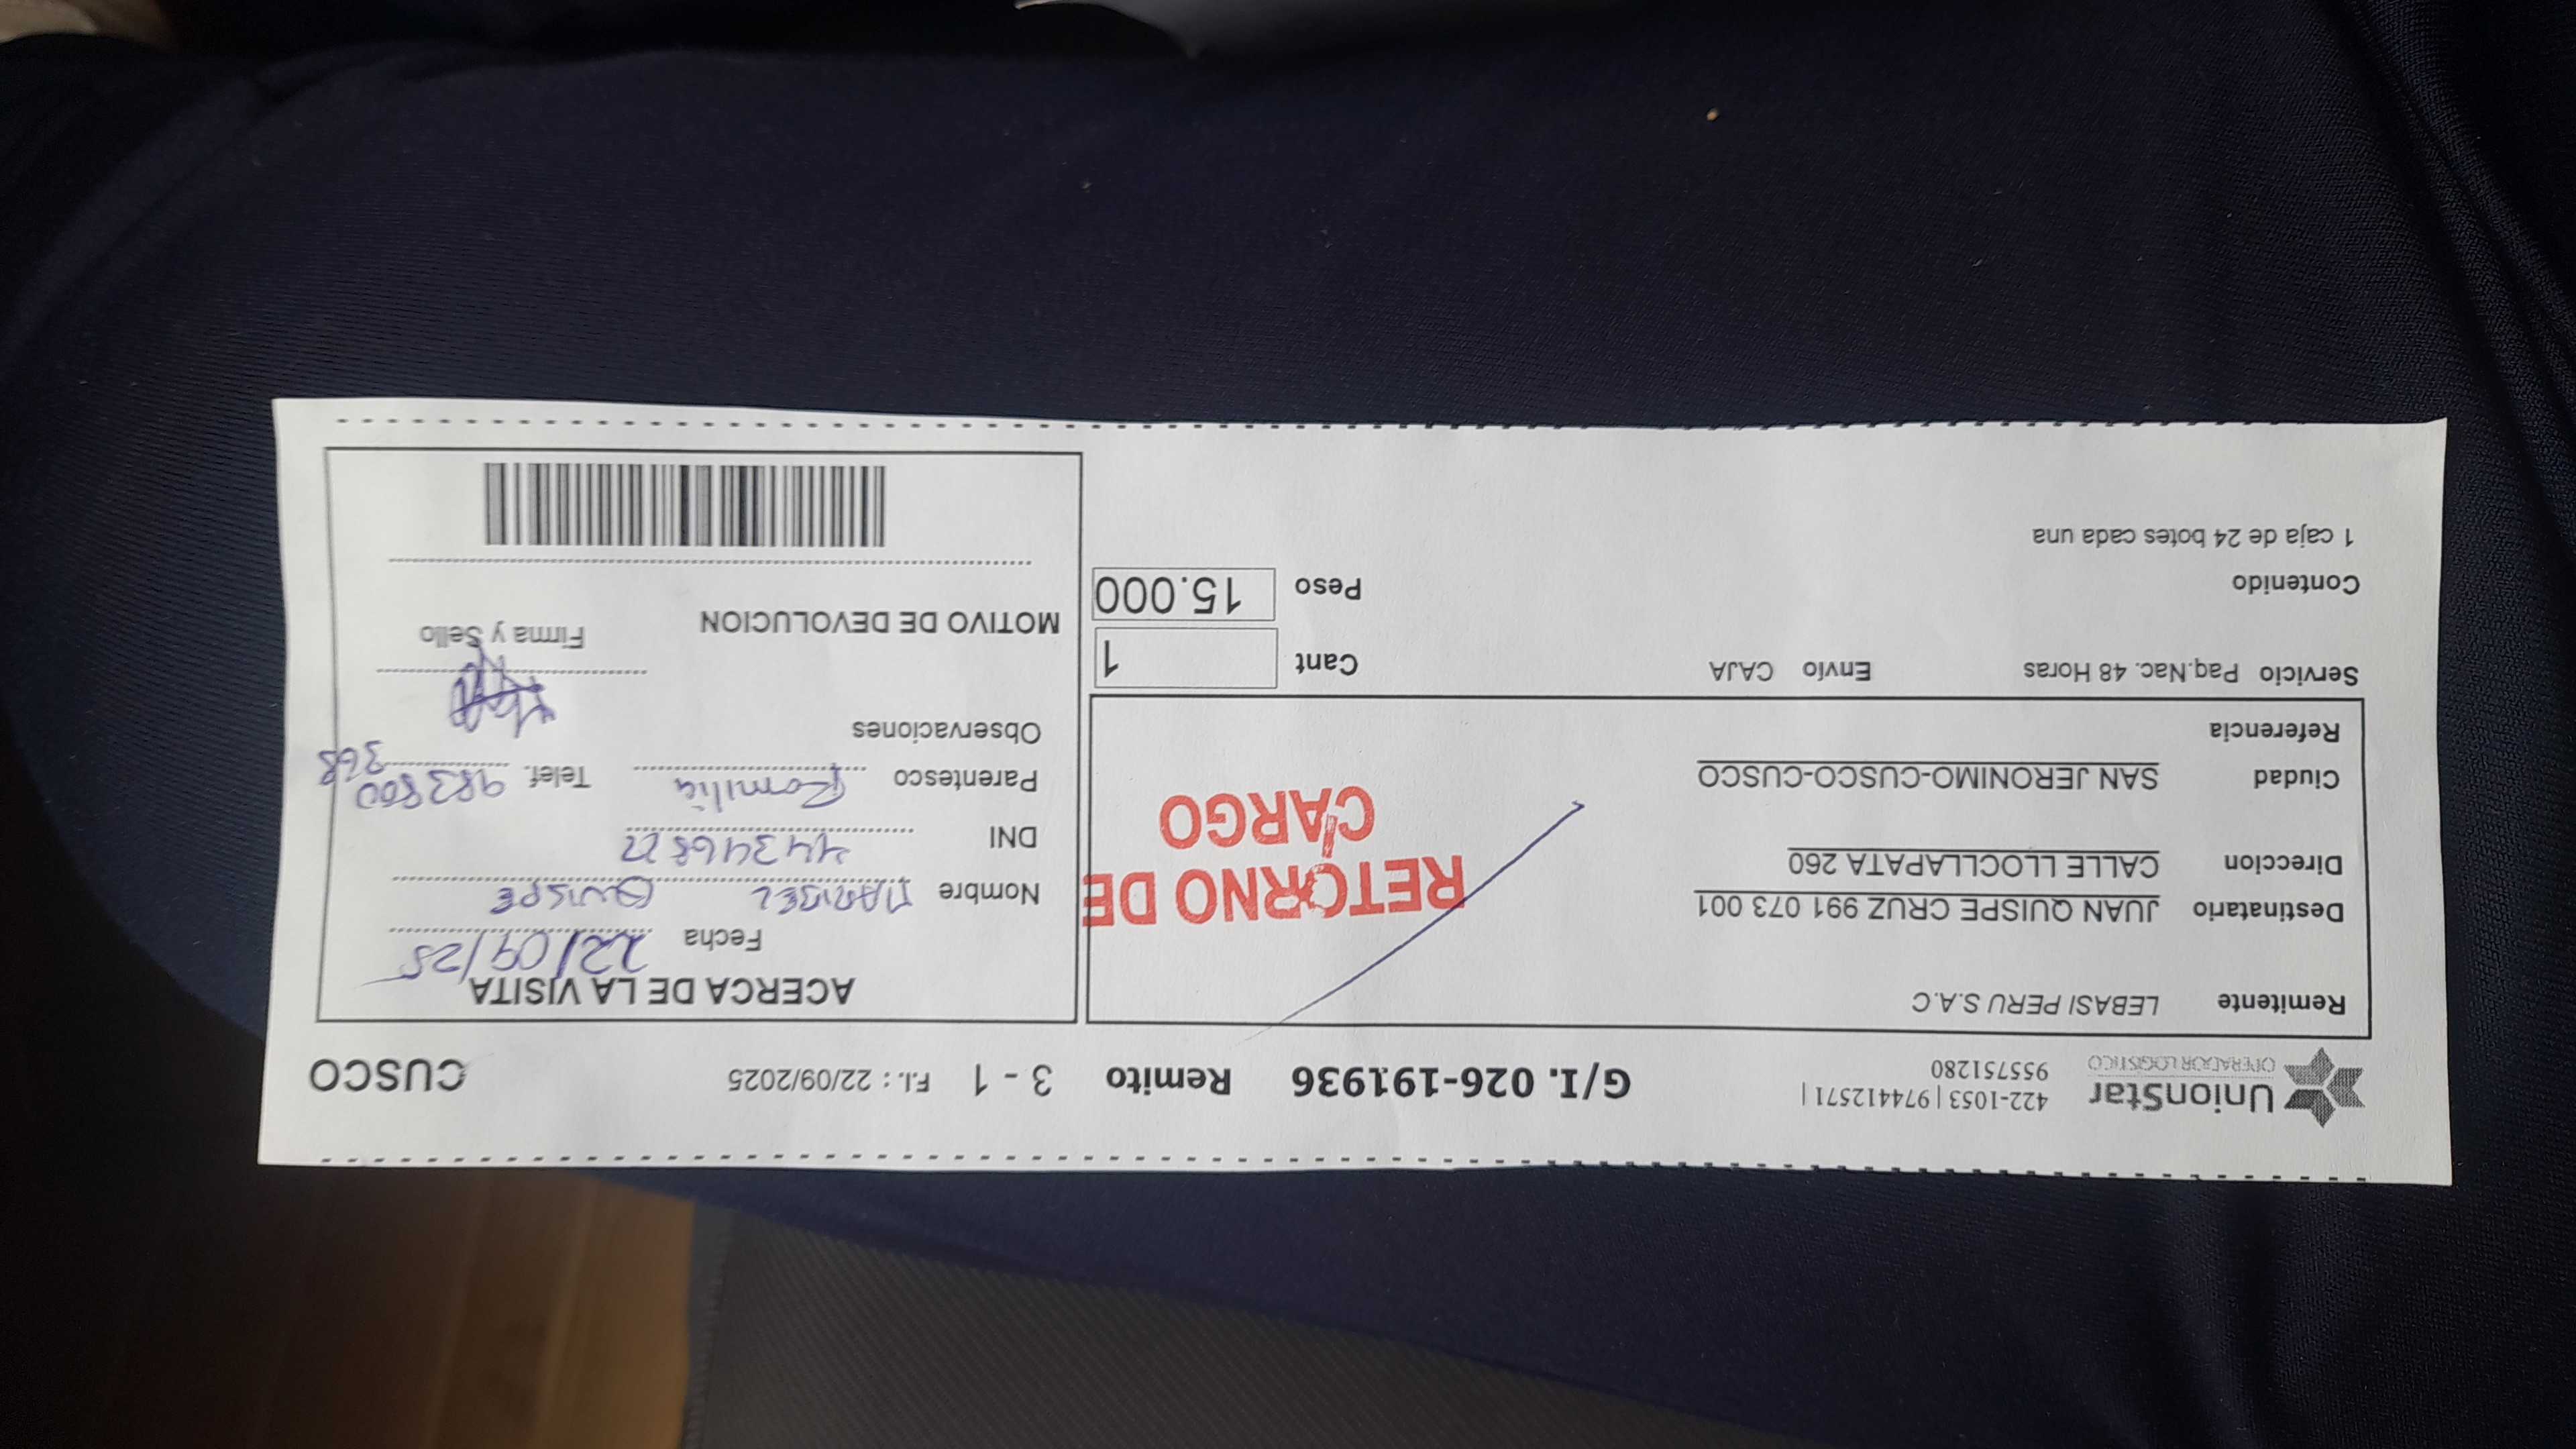 UnionStar
OPERADOR LOGISTICO
422-1053 | 974412571 |
955751280
G/I. 026-191936 Remito 3 - 1 F.I.: 22/09/2025 CUSCO
Remitente LEBASI PERU S.A.C
Destinatario JUAN QUISPE CRUZ 991 073 001
Direccion CALLE LLOCLLAPATA 260
Ciudad SAN JERONIMO-CUSCO-CUSCO
Referencia
RETORNO DE
CARGO
Servicio Paq.Nac. 48 Horas Envío CAJA
Cant 1
Contenido
Peso 15.000
1 caja de 24 botes cada una
ACERCA DE LA VISITA
Fecha 22/09/25
Nombre MARISEL QUISPE
DNI
Parentesco Familia Telef. 983800
368
Observaciones
Firma y Sello
MOTIVO DE DEVOLUCION